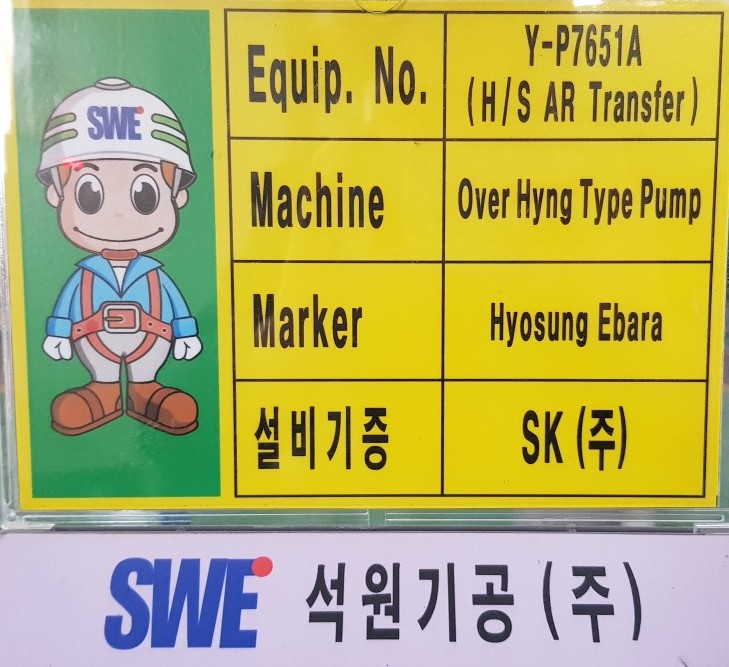 SWE
Equip. No.
Y-P7651A
(H/S AR Transfer)
Machine
Over Hyng Type Pump
Marker
Hyosung Ebara
설비기증
SK (주)
SWE 석원기공(주)